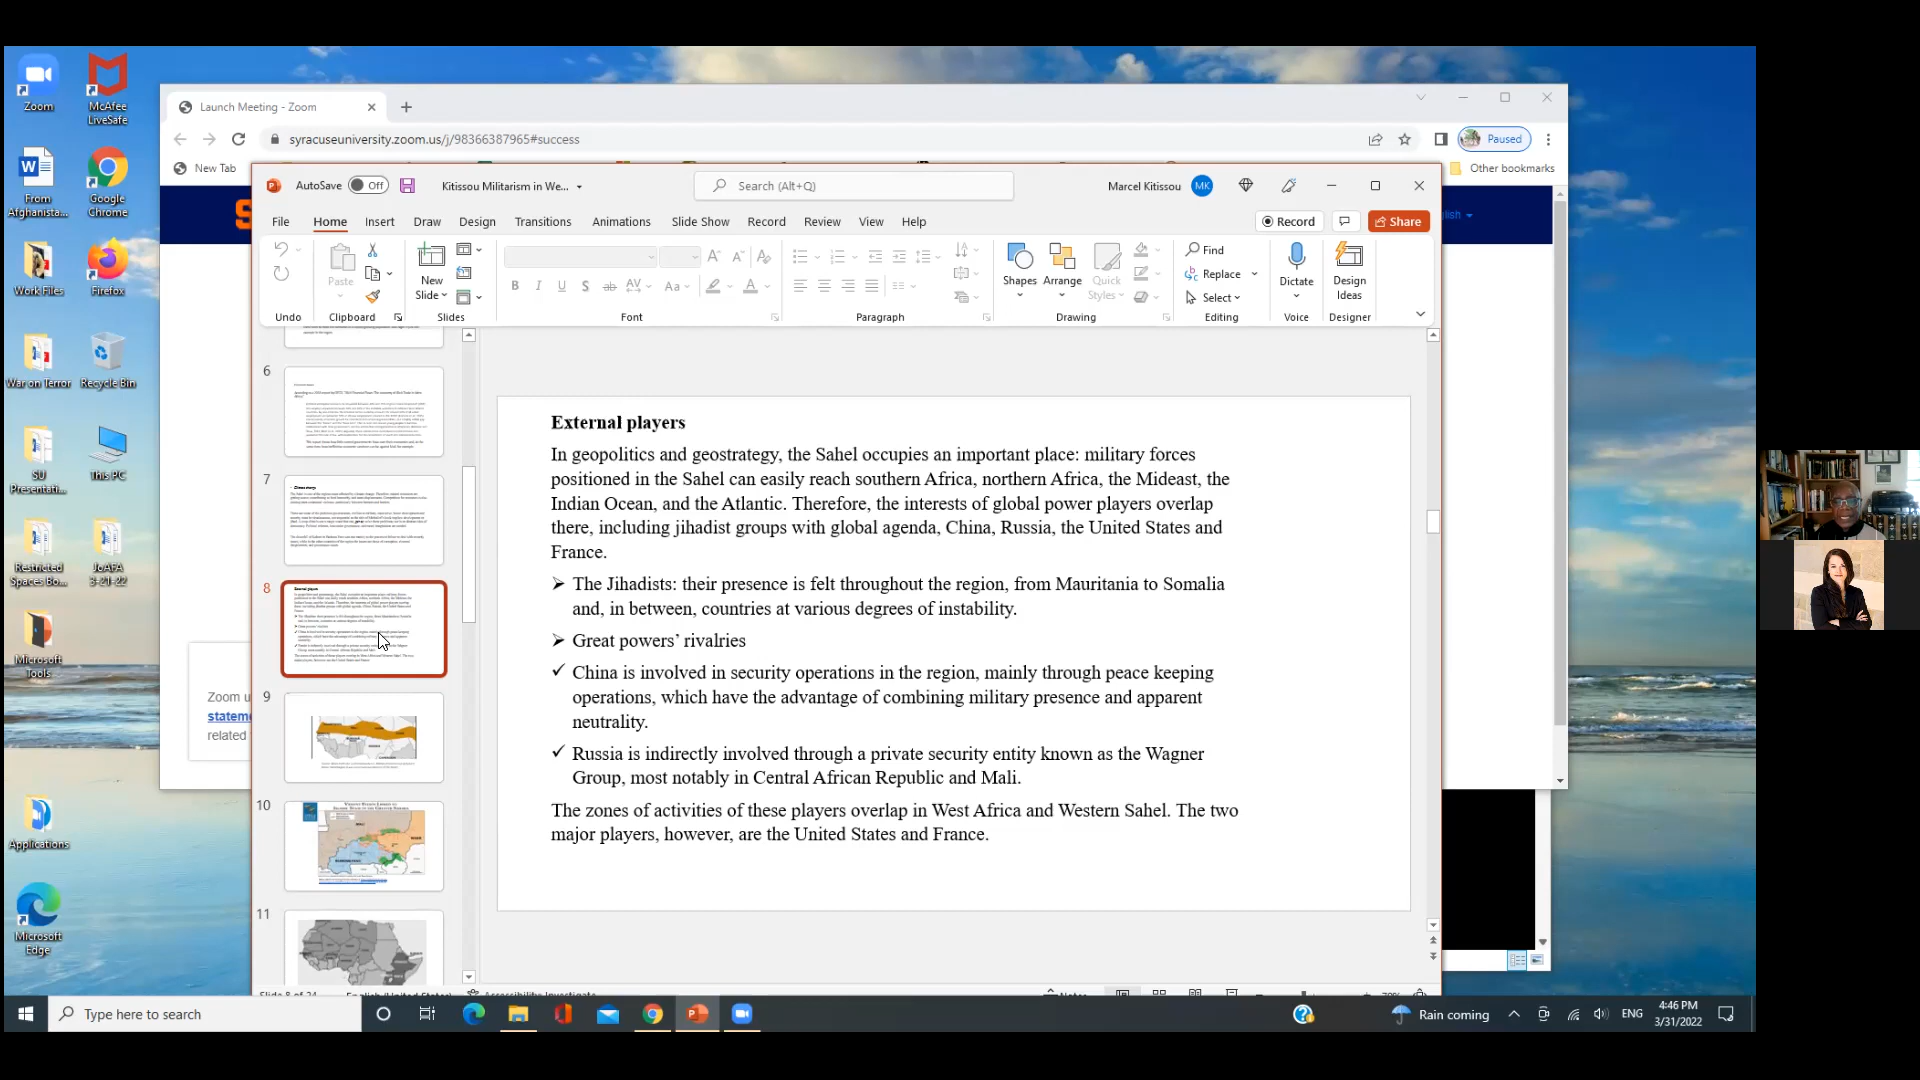 Zoom
McAfee
LiveSafe
Launch Meeting - Zoom
syracuseuniversity.zoom.us/j/98366387965#success
Paused
New Tab
Other bookmarks
From
Afghanista...
Google
Chrome
AutoSave
Off
Kitissou Militarism in We...
Search (Alt+Q)
Marcel Kitissou
MK
File
Home
Insert
Draw
Design
Transitions
Animations
Slide Show
Record
Review
View
Help
Record
Share
Paste
New
Slide
Shapes
Arrange
Quick
Styles
Find
Replace
Select
Dictate
Design
Ideas
Undo
Clipboard
Slides
Font
Paragraph
Drawing
Editing
Voice
Designer
Work Files
Firefox
War on Terror
Recycle Bin
SU
Presentati...
This PC
Restricted
Spaces Bo...
JoAFA
3-21-22
Microsoft
Tools...
Applications
Microsoft
Edge
Zoom u
statem
related
6
7
8
9
10
11
External players
In geopolitics and geostrategy, the Sahel occupies an important place: military forces
positioned in the Sahel can easily reach southern Africa, northern Africa, the Mideast, the
Indian Ocean, and the Atlantic. Therefore, the interests of global power players overlap
there, including jihadist groups with global agenda, China, Russia, the United States and
France.
➢ The Jihadists: their presence is felt throughout the region, from Mauritania to Somalia
and, in between, countries at various degrees of instability.
➢ Great powers’ rivalries
✓ China is involved in security operations in the region, mainly through peace keeping
operations, which have the advantage of combining military presence and apparent
neutrality.
✓ Russia is indirectly involved through a private security entity known as the Wagner
Group, most notably in Central African Republic and Mali.
The zones of activities of these players overlap in West Africa and Western Sahel. The two
major players, however, are the United States and France.
Type here to search
Rain coming
ENG
4:46 PM
3/31/2022